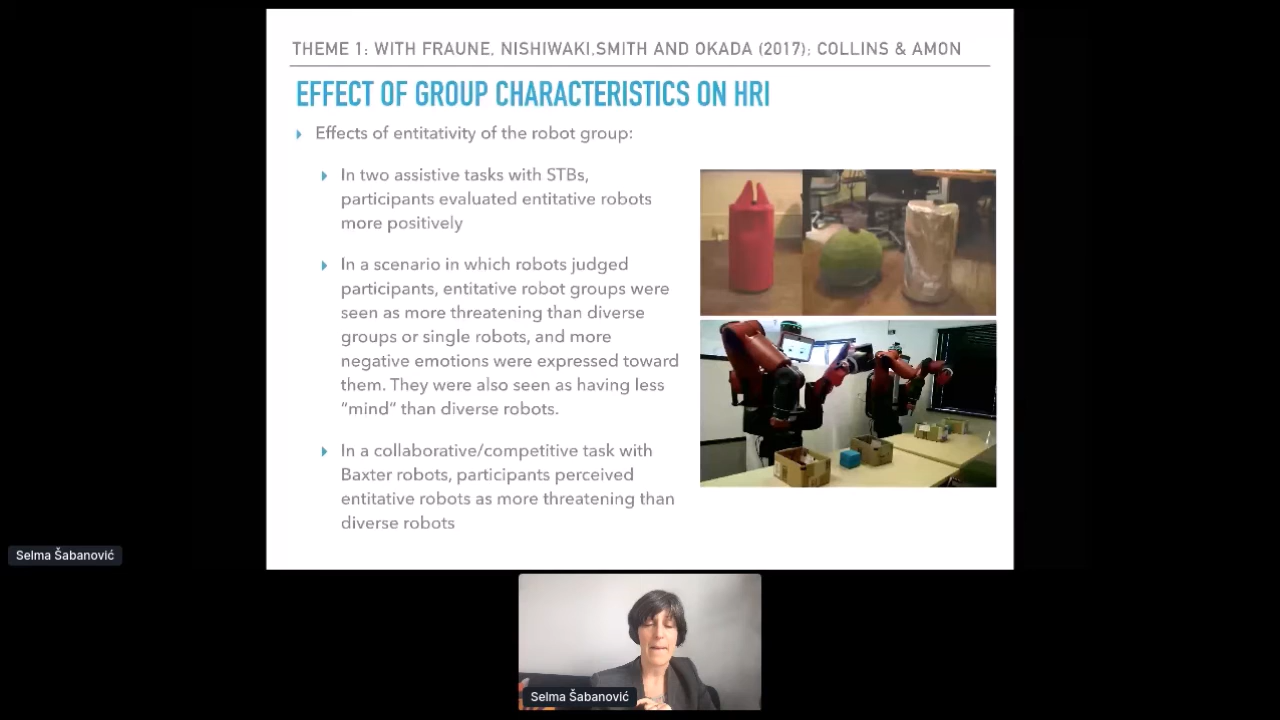 THEME 1: WITH FRAUNE, NISHIWAKI,SMITH AND OKADA (2017); COLLINS & AMON
EFFECT OF GROUP CHARACTERISTICS ON HRI
Effects of entitativity of the robot group:
In two assistive tasks with STBs,
participants evaluated entitative robots
more positively
In a scenario in which robots judged
participants, entitative robot groups were
seen as more threatening than diverse
groups or single robots, and more
negative emotions were expressed toward
them. They were also seen as having less
“mind” than diverse robots.
In a collaborative/competitive task with
Baxter robots, participants perceived
entitative robots as more threatening than
diverse robots
Selma Šabanović
Selma Šabanović